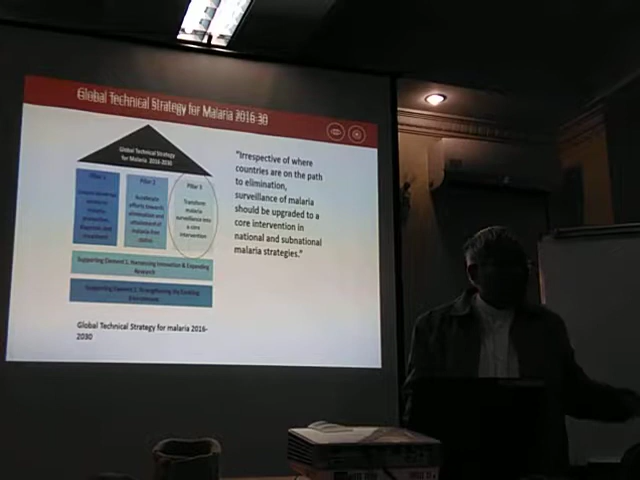 Global Technical Strategy for Malaria 2016-30
Global Technical Strategy
for Malaria 2016-2030
Pillar 1
Pillar 2
Accelerate
efforts towards
elimination and
attainment of
malaria free
status
Pillar 3
Transform
malaria
surveillance into
a core
intervention
Supporting Element 1. Harnessing Innovation & Expanding
Research
Supporting Element 2. Strengthening the Enabling
Environment
"Irrespective of where
countries are on the path
to elimination,
surveillance of malaria
should be upgraded to a
core intervention in
national and subnational
malaria strategies."
Global Technical Strategy for malaria 2016-
2030